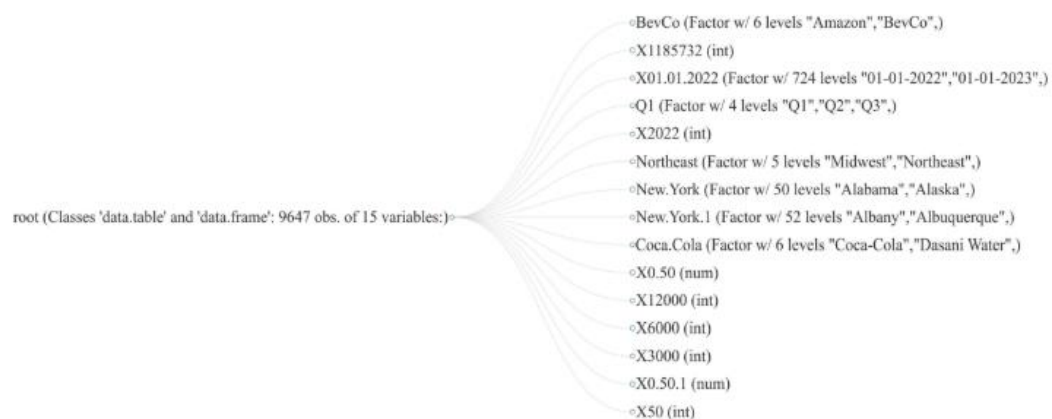 BevCo (Factor w/ 6 levels "Amazon","BevCo",)
X1185732 (int)
X01.01.2022 (Factor w/ 724 levels "01-01-2022","01-01-2023",)
Q1 (Factor w/ 4 levels "Q1","Q2","Q3",)
X2022 (int)
Northeast (Factor w/ 5 levels "Midwest","Northeast",)
New.York (Factor w/ 50 levels "Alabama","Alaska",)
root (Classes 'data.table' and 'data.frame': 9647 obs. of 15 variables:)
New.York.1 (Factor w/ 52 levels "Albany","Albuquerque",)
Coca.Cola (Factor w/ 6 levels "Coca-Cola","Dasani Water",)
X0.50 (num)
X12000 (int)
X6000 (int)
X3000 (int)
X0.50.1 (num)
X50 (int)